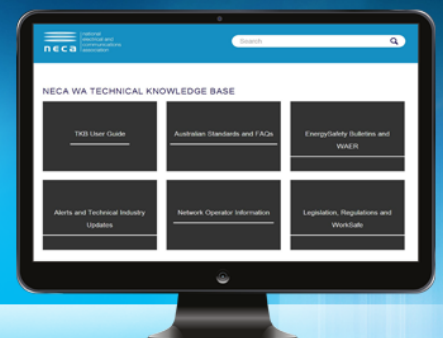 neca
national
electrical and
communications
association
Search
NECA WA TECHNICAL KNOWLEDGE BASE
TKB User Guide
Australian Standards and FAQs
EnergySafety Bulletins and
WAER
Alerts and Technical Industry
Updates
Network Operator Information
Legislation, Regulations and
WorkSafe